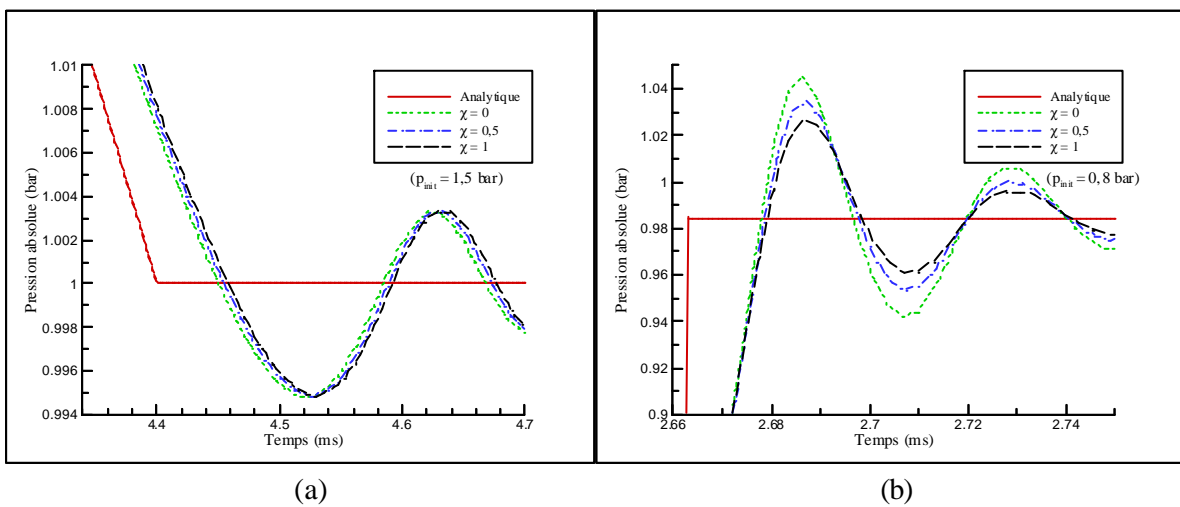 1.01
1.008
1.006
1.004
1.002
1
0.998
0.996
0.994
Pression absolue (bar)
4.4
4.5
4.6
4.7
Temps (ms)
Analytique
χ = 0
χ = 0,5
χ = 1
(pinit = 1,5 bar)
(a)
1.04
1.02
1
0.98
0.96
0.94
0.92
0.9
Pression absolue (bar)
2.66
2.68
2.7
2.72
2.74
Temps (ms)
Analytique
χ = 0
χ = 0,5
χ = 1
(pinit = 0,8 bar)
(b)